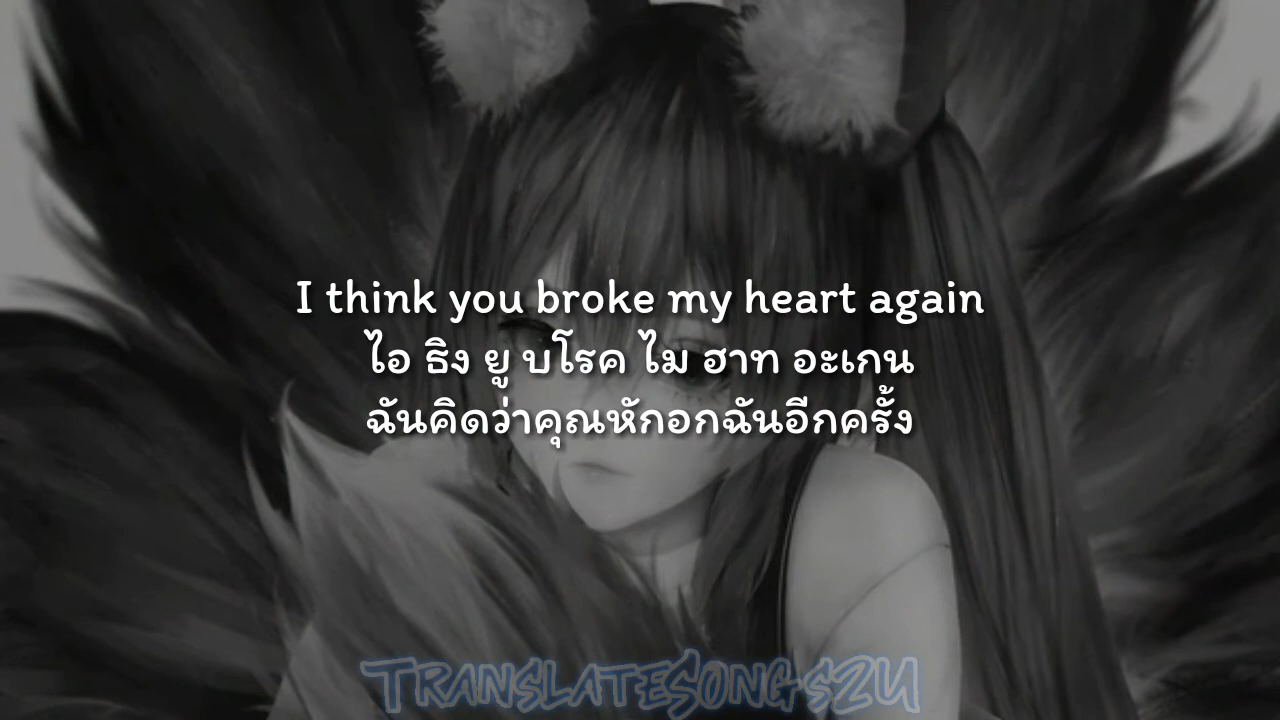 I think you broke my heart again
ไอ ธิง ยู บโรค ไม ฮาท อะเกน
ฉันคิดว่าคุณหักอกฉันอีกครั้ง
TRANSLATESONGS2U